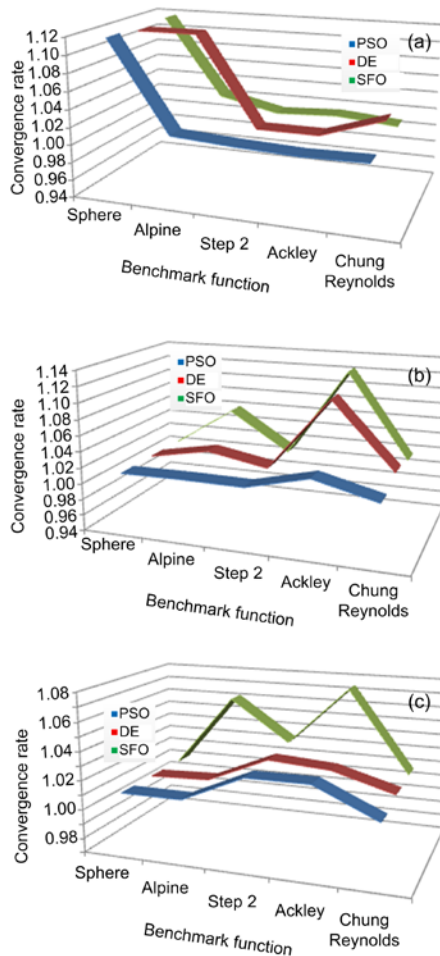 (a)
PSO
DE
SFO
Convergence rate
1.12
1.10
1.08
1.06
1.04
1.02
1.00
0.98
0.96
0.94
Sphere
Alpine
Step 2
Ackley
Chung
Reynolds
Benchmark function
(b)
PSO
DE
SFO
Convergence rate
1.14
1.12
1.10
1.08
1.06
1.04
1.02
1.00
0.98
0.96
0.94
Sphere
Alpine
Step 2
Ackley
Chung
Reynolds
Benchmark function
(c)
PSO
DE
SFO
Convergence rate
1.08
1.06
1.04
1.02
1.00
0.98
Sphere
Alpine
Step 2
Ackley
Chung
Reynolds
Benchmark function